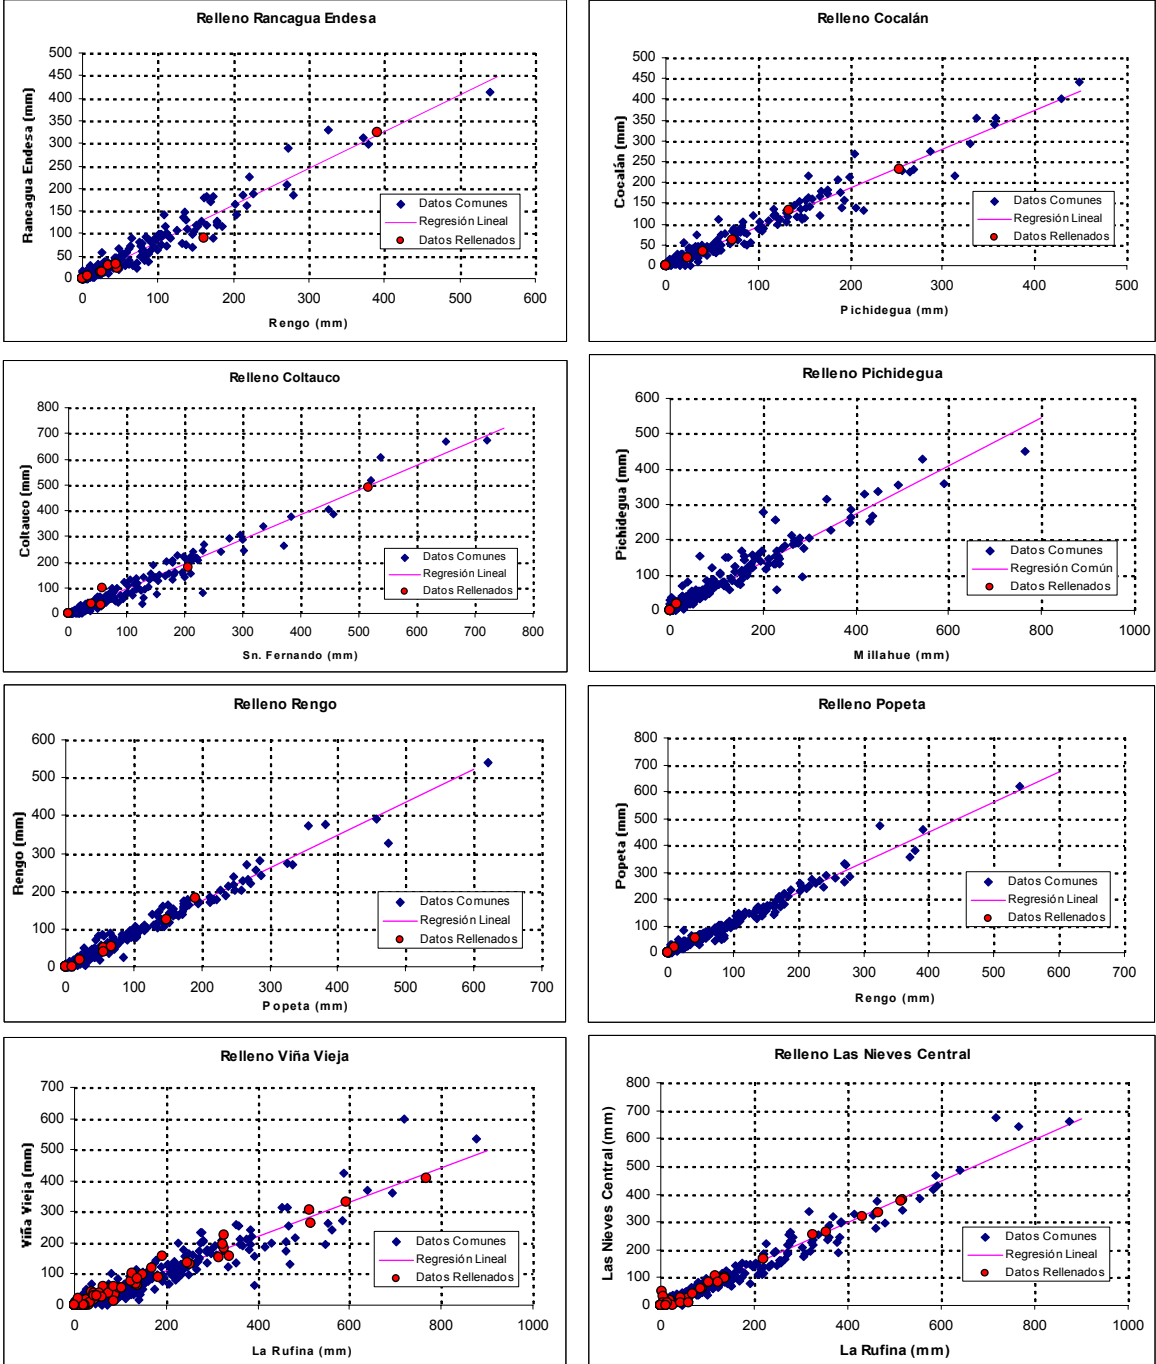 Relleno Rancagua Endesa
Rancagua Endesa (mm)
500
450
400
350
300
250
200
150
100
50
0
0 100 200 300 400 500 600
Rengo (mm)
Datos Comunes
Regresión Lineal
Datos Rellenados
Relleno Cocalán
Cocalán (mm)
500
450
400
350
300
250
200
150
100
50
0
0 100 200 300 400 500
Pichidegua (mm)
Datos Comunes
Regresión Lineal
Datos Rellenados
Relleno Coltauco
Coltauco (mm)
800
700
600
500
400
300
200
100
0
0 100 200 300 400 500 600 700 800
Sn. Fernando (mm)
Datos Comunes
Regresión Lineal
Datos Rellenados
Relleno Pichidegua
Pichidegua (mm)
600
500
400
300
200
100
0
0 200 400 600 800 1000
Millahue (mm)
Datos Comunes
Regresión Común
Datos Rellenados
Relleno Rengo
Rengo (mm)
600
500
400
300
200
100
0
0 100 200 300 400 500 600 700
Popeta (mm)
Datos Comunes
Regresión Lineal
Datos Rellenados
Relleno Popeta
Popeta (mm)
800
700
600
500
400
300
200
100
0
0 100 200 300 400 500 600 700
Rengo (mm)
Datos Comunes
Regresión Lineal
Datos Rellenados
Relleno Viña Vieja
Viña Vieja (mm)
700
600
500
400
300
200
100
0
0 200 400 600 800 1000
La Rufina (mm)
Datos Comunes
Regresión Lineal
Datos Rellenados
Relleno Las Nieves Central
Las Nieves Central (mm)
800
700
600
500
400
300
200
100
0
0 200 400 600 800 1000
La Rufina (mm)
Datos Comunes
Regresión Lineal
Datos Rellenados